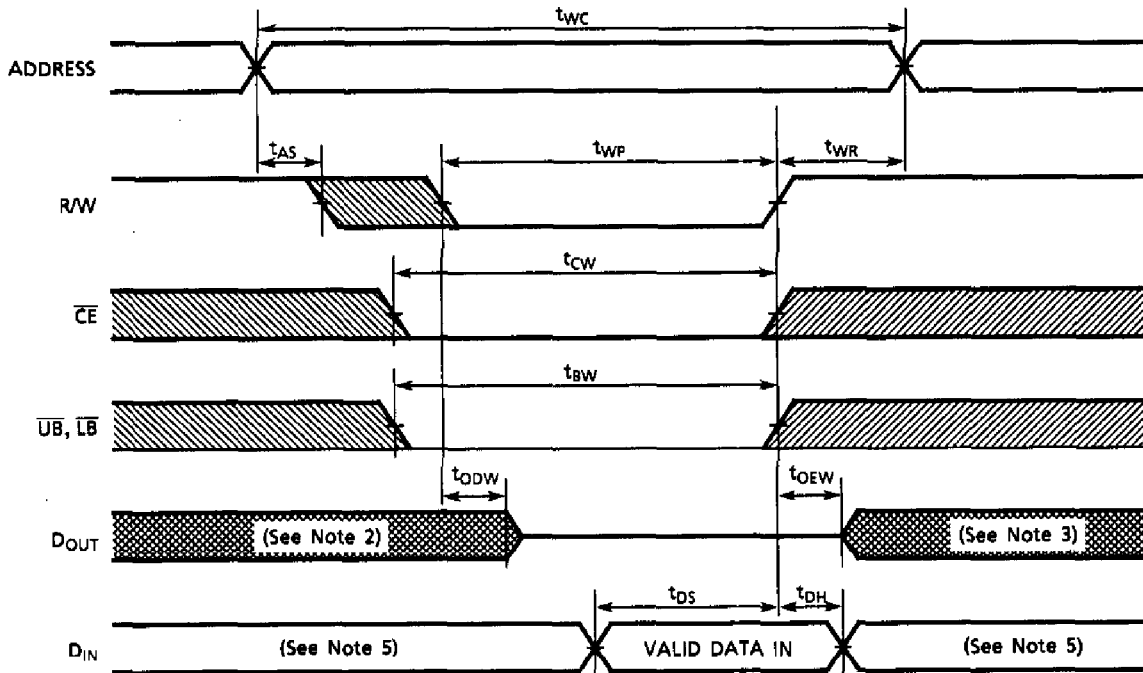 tWC
ADDRESS
tAS tWP tWR
R/W
tCW
CE
tBW
UB, LB
tODW tOEW
DOUT (See Note 2) (See Note 3)
tDS tDH
DIN (See Note 5) VALID DATA IN (See Note 5)